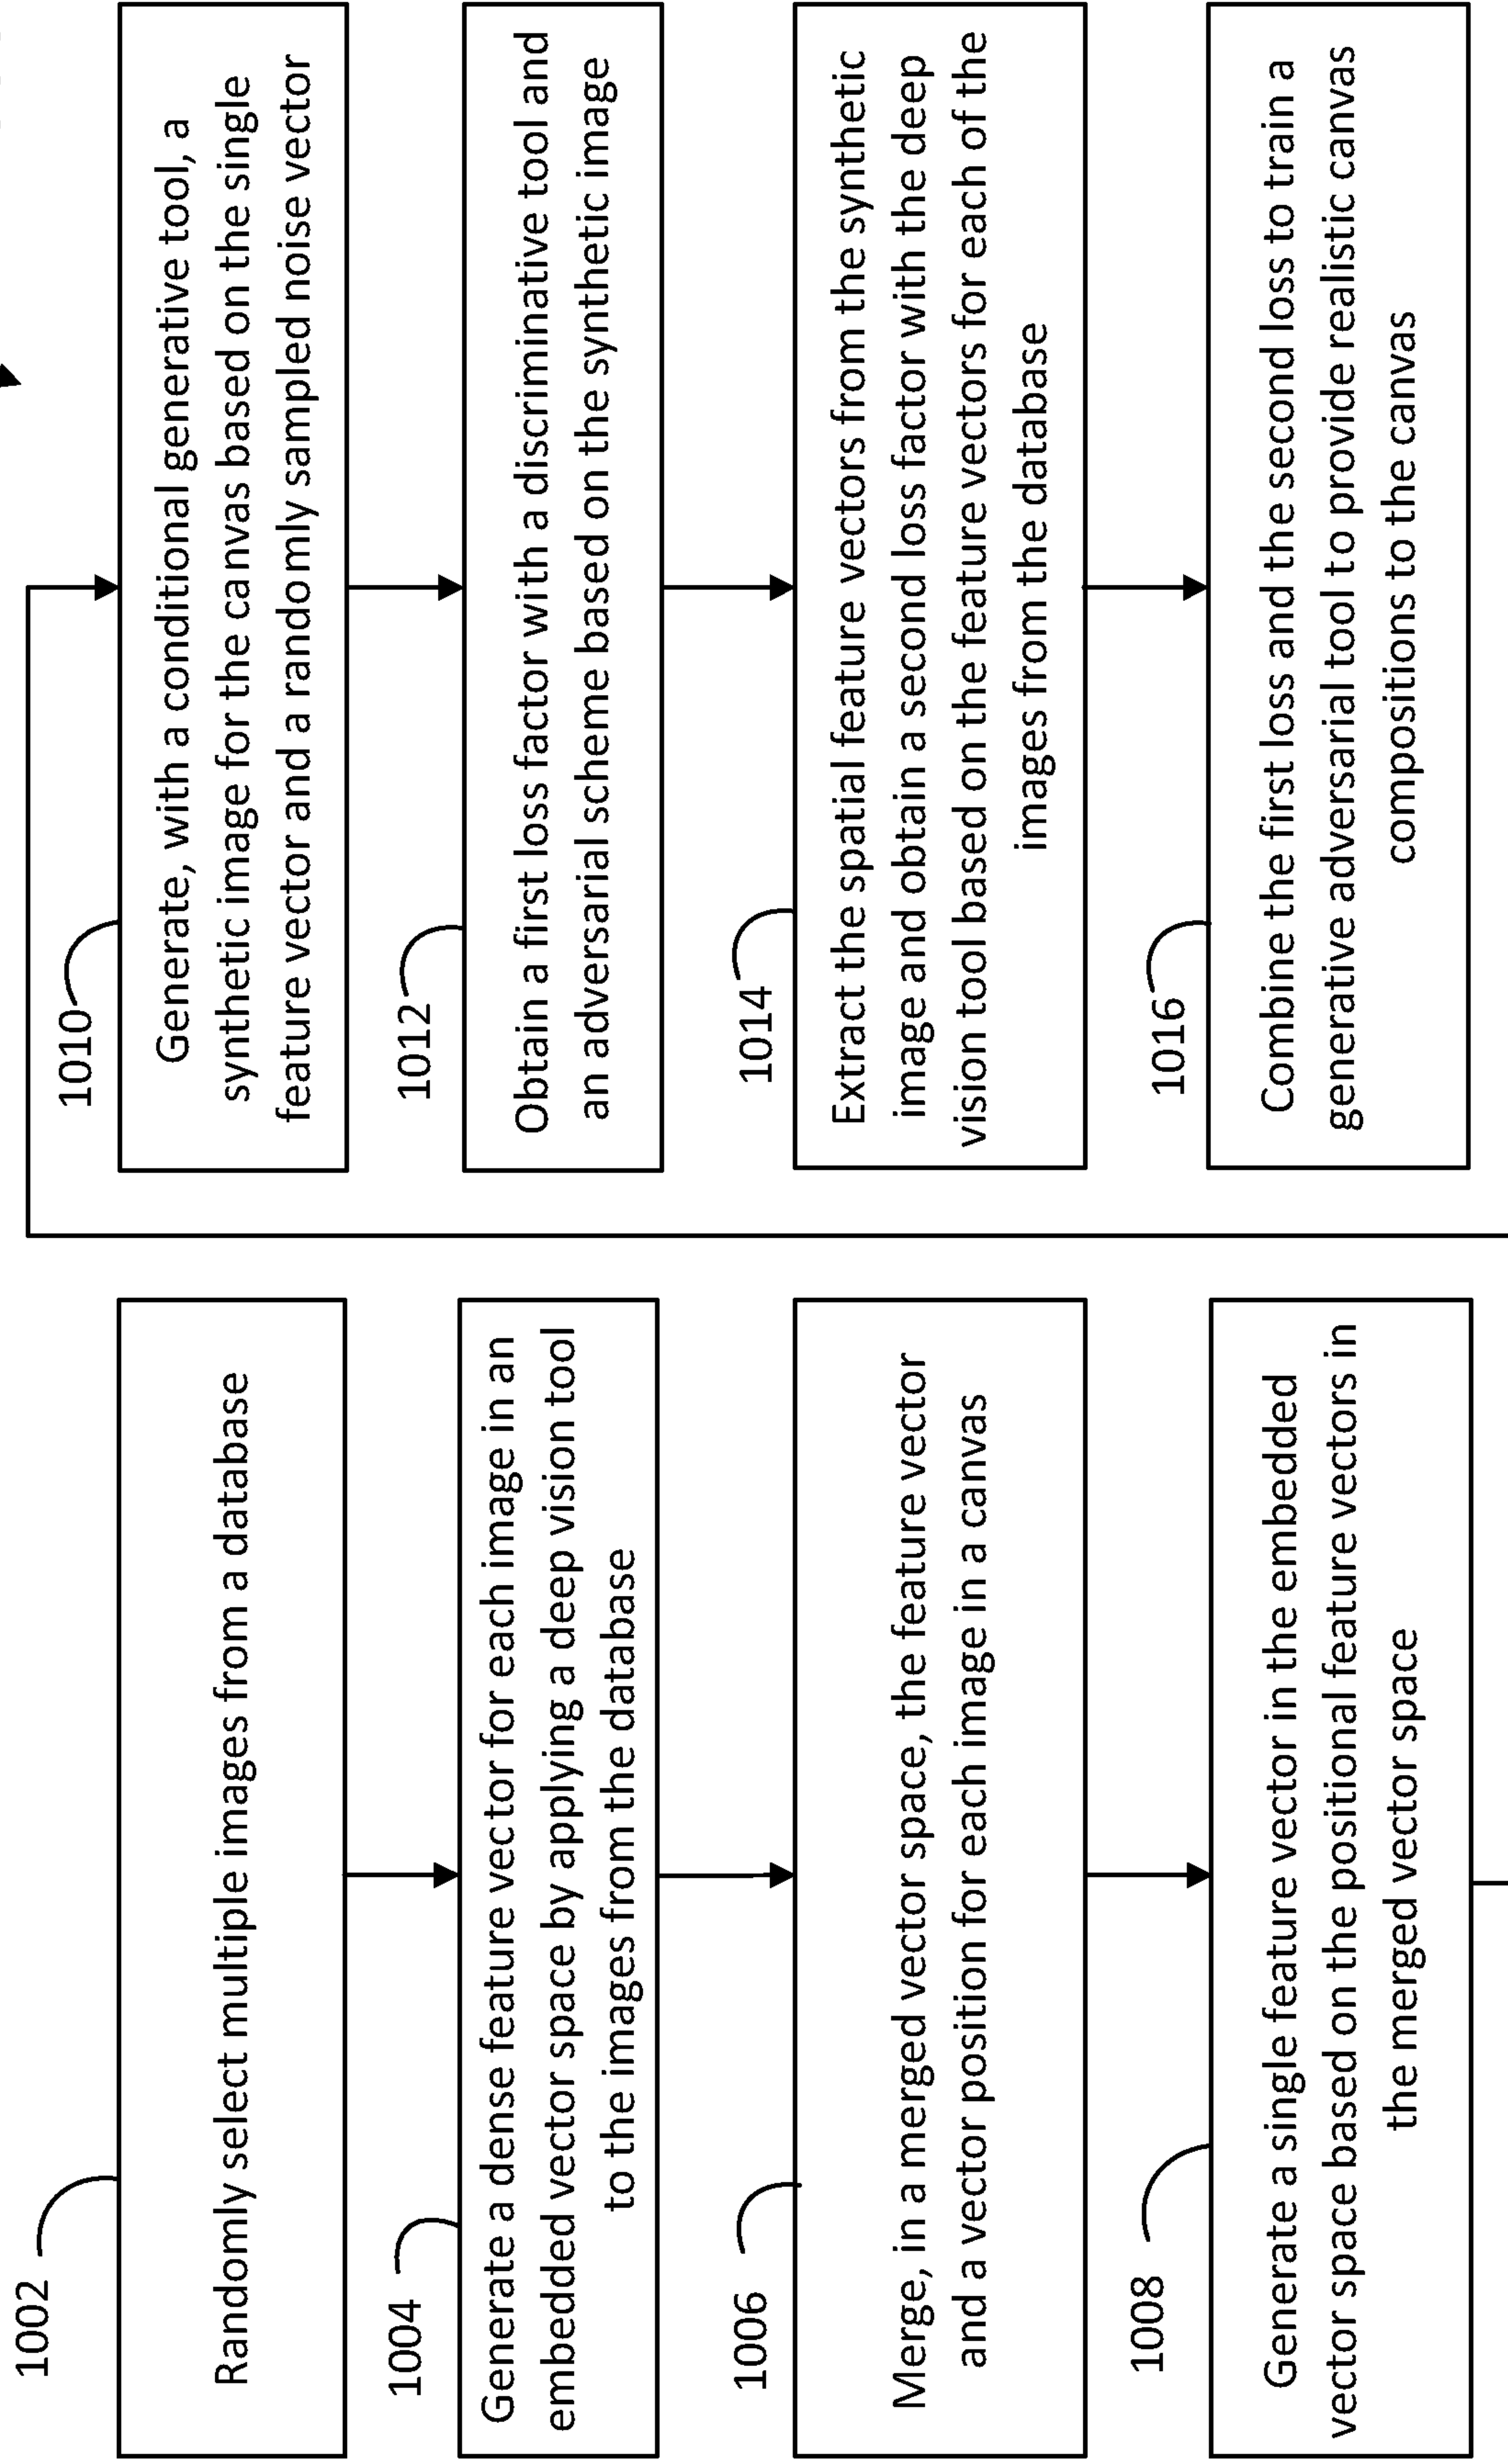 1002
Randomly select multiple images from a database
1004
Generate a dense feature vector for each image in an
embedded vector space by applying a deep vision tool
to the images from the database
1006
Merge, in a merged vector space, the feature vector
and a vector position for each image in a canvas
1008
Generate a single feature vector in the embedded
vector space based on the positional feature vectors in
the merged vector space
1010
Generate, with a conditional generative tool, a
synthetic image for the canvas based on the single
feature vector and a randomly sampled noise vector
1012
Obtain a first loss factor with a discriminative tool and
an adversarial scheme based on the synthetic image
1014
Extract the spatial feature vectors from the synthetic
image and obtain a second loss factor with the deep
vision tool based on the feature vectors for each of the
images from the database
1016
Combine the first loss and the second loss to train a
generative adversarial tool to provide realistic canvas
compositions to the canvas